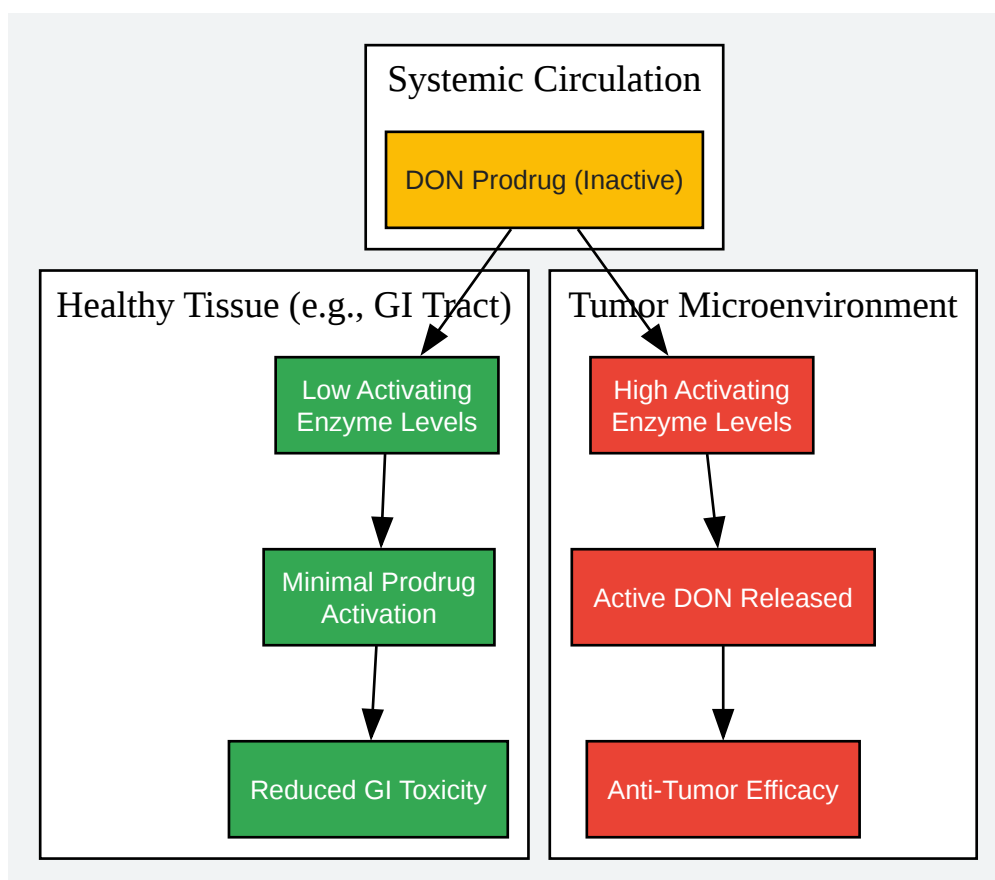 Systemic Circulation
DON Prodrug (Inactive)
Healthy Tissue (e.g., GI Tract)
Low Activating
Enzyme Levels
Minimal Prodrug
Activation
Reduced GI Toxicity
Tumor Microenvironment
High Activating
Enzyme Levels
Active DON Released
Anti-Tumor Efficacy